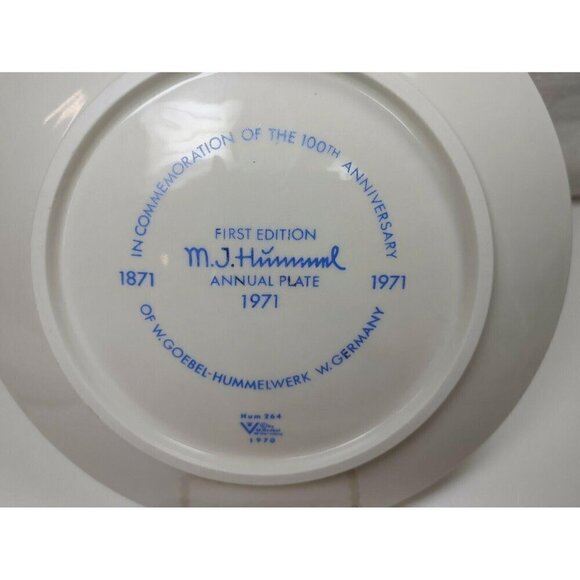 IN COMMEMORATION OF THE 100TH ANNIVERSARY
FIRST EDITION
M.J.Hummel
1871 ANNUAL PLATE 1971
1971
OF W. GOEBEL-HUMMELWERK W. GERMANY
Hum 264
1970